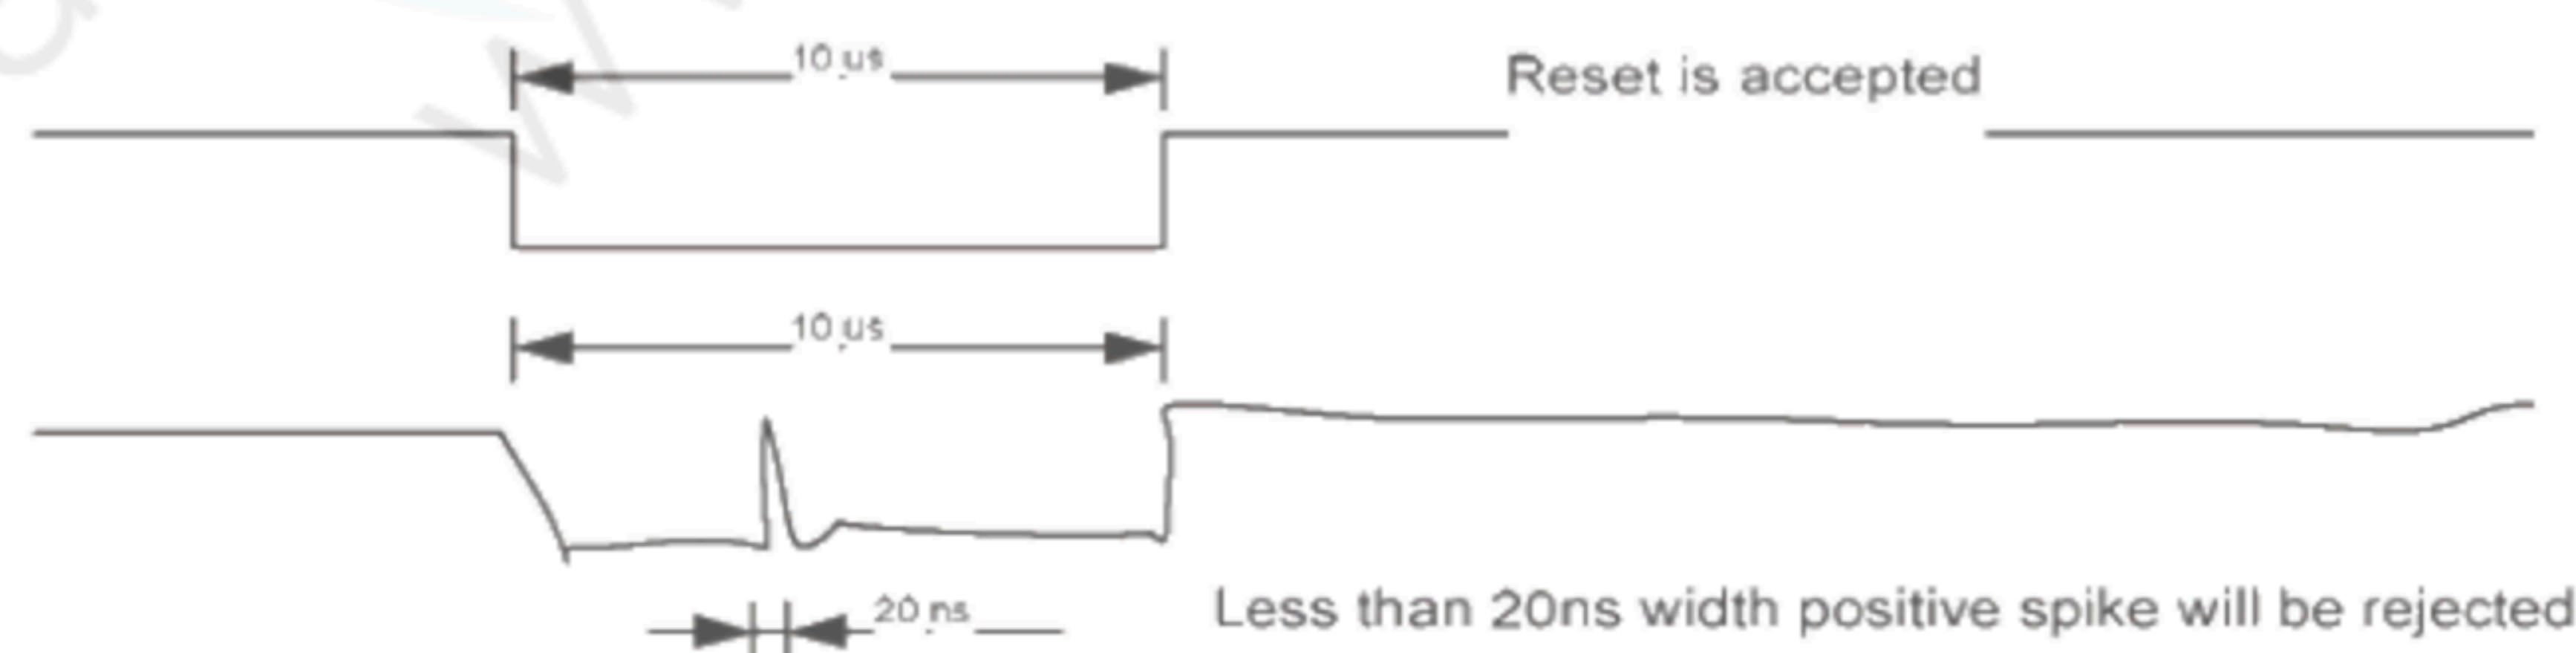 10 us
Reset is accepted
10 us
20 ns
Less than 20ns width positive spike will be rejected